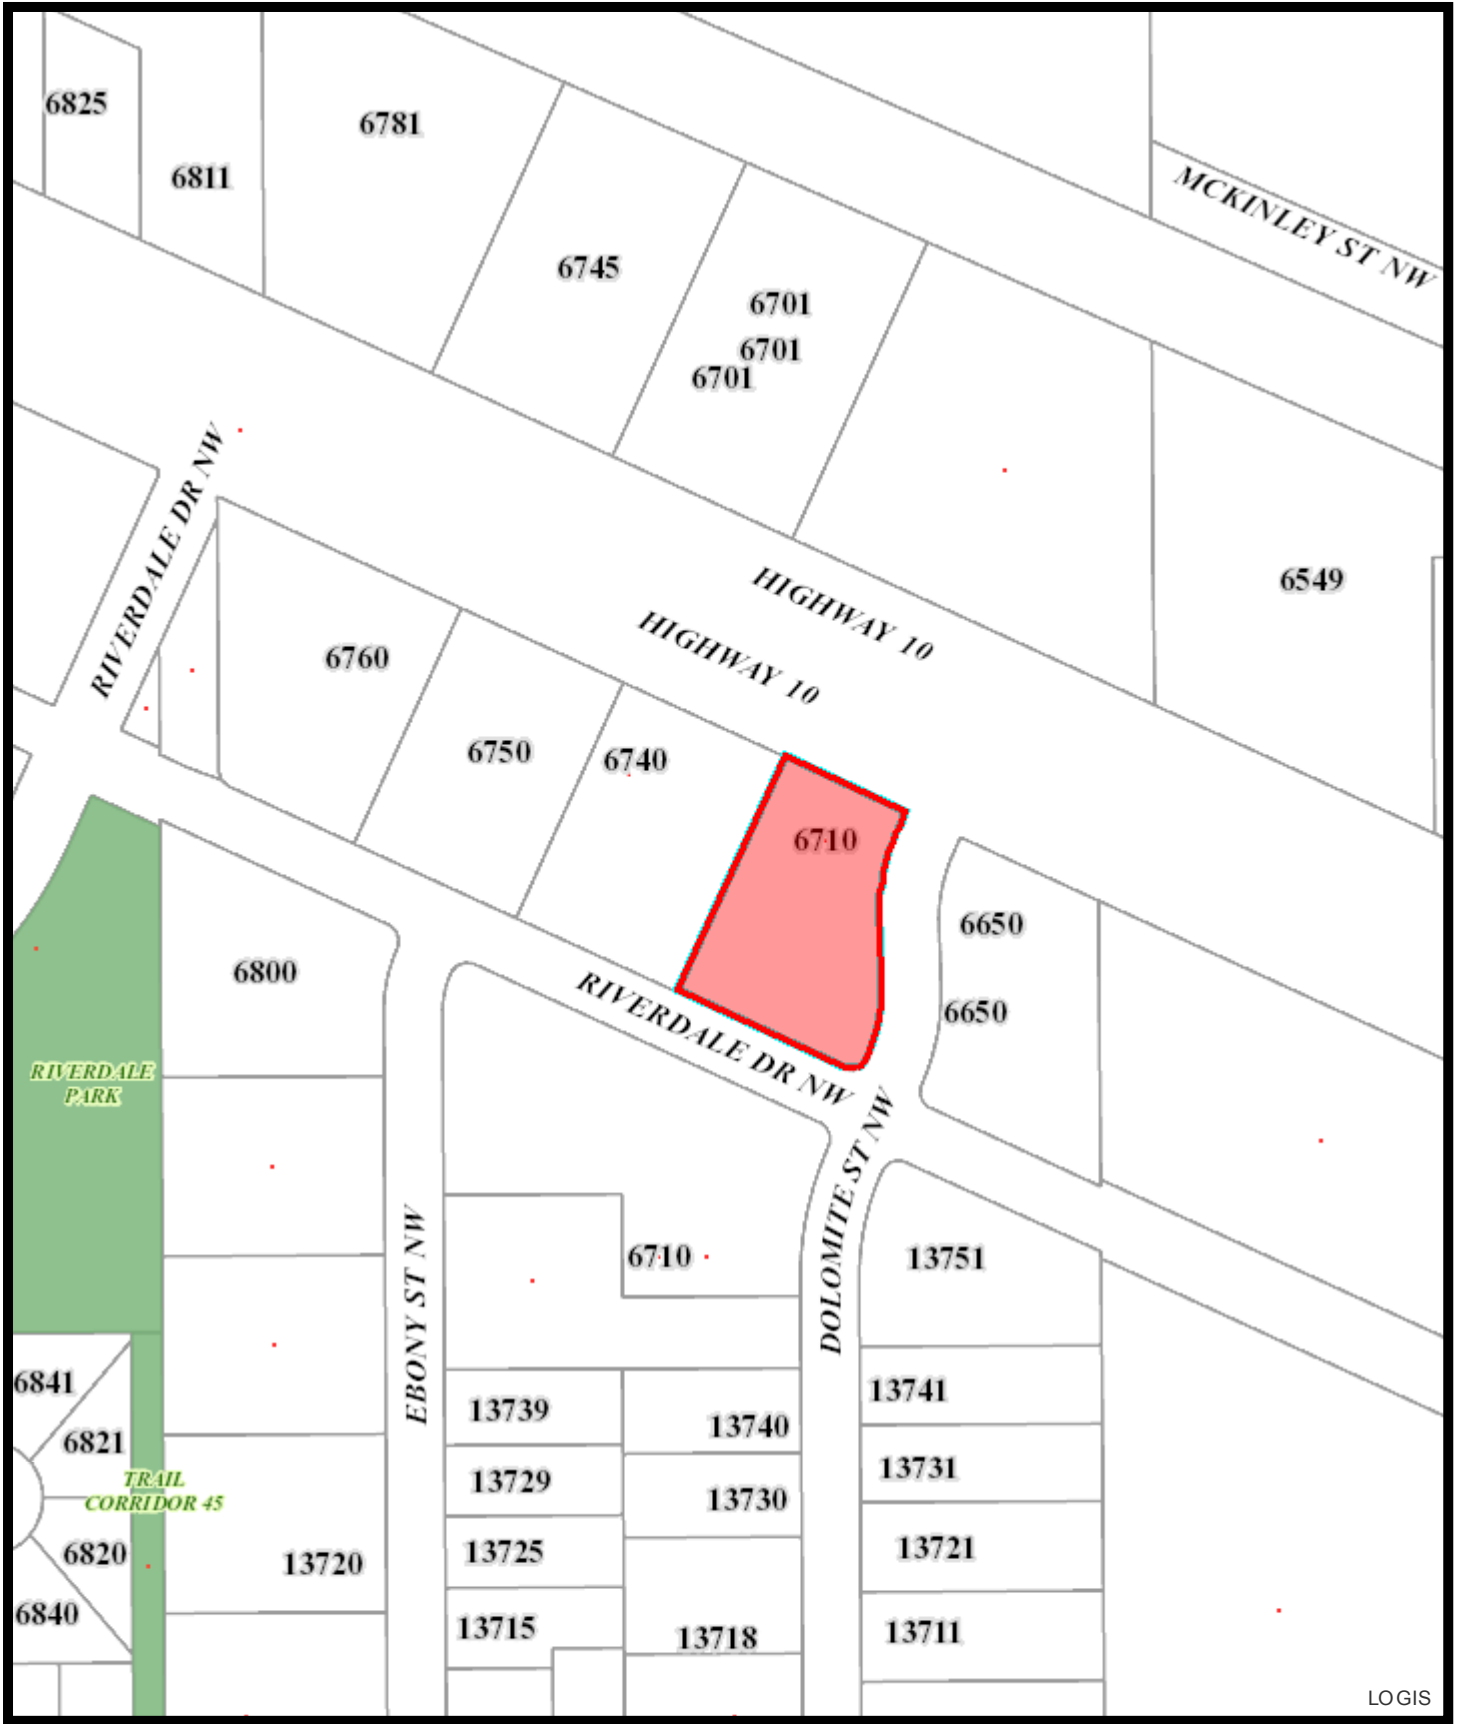 6825
6781
6811
MCKINLEY ST NW
6745
6701
6701
6701
RIVERDALE DR NW
HIGHWAY 10
6549
HIGHWAY 10
6760
6750
6740
6710
6650
6800
6650
RIVERDALE DR NW
RIVERDALE
PARK
DOLOMITE ST NW
EBONY ST NW
6710
13751
6841
13741
13739
13740
6821
13731
TRAIL
CORRIDOR 45
13729
13730
6820
13720
13725
13721
6840
13715
13718
13711
LOGIS